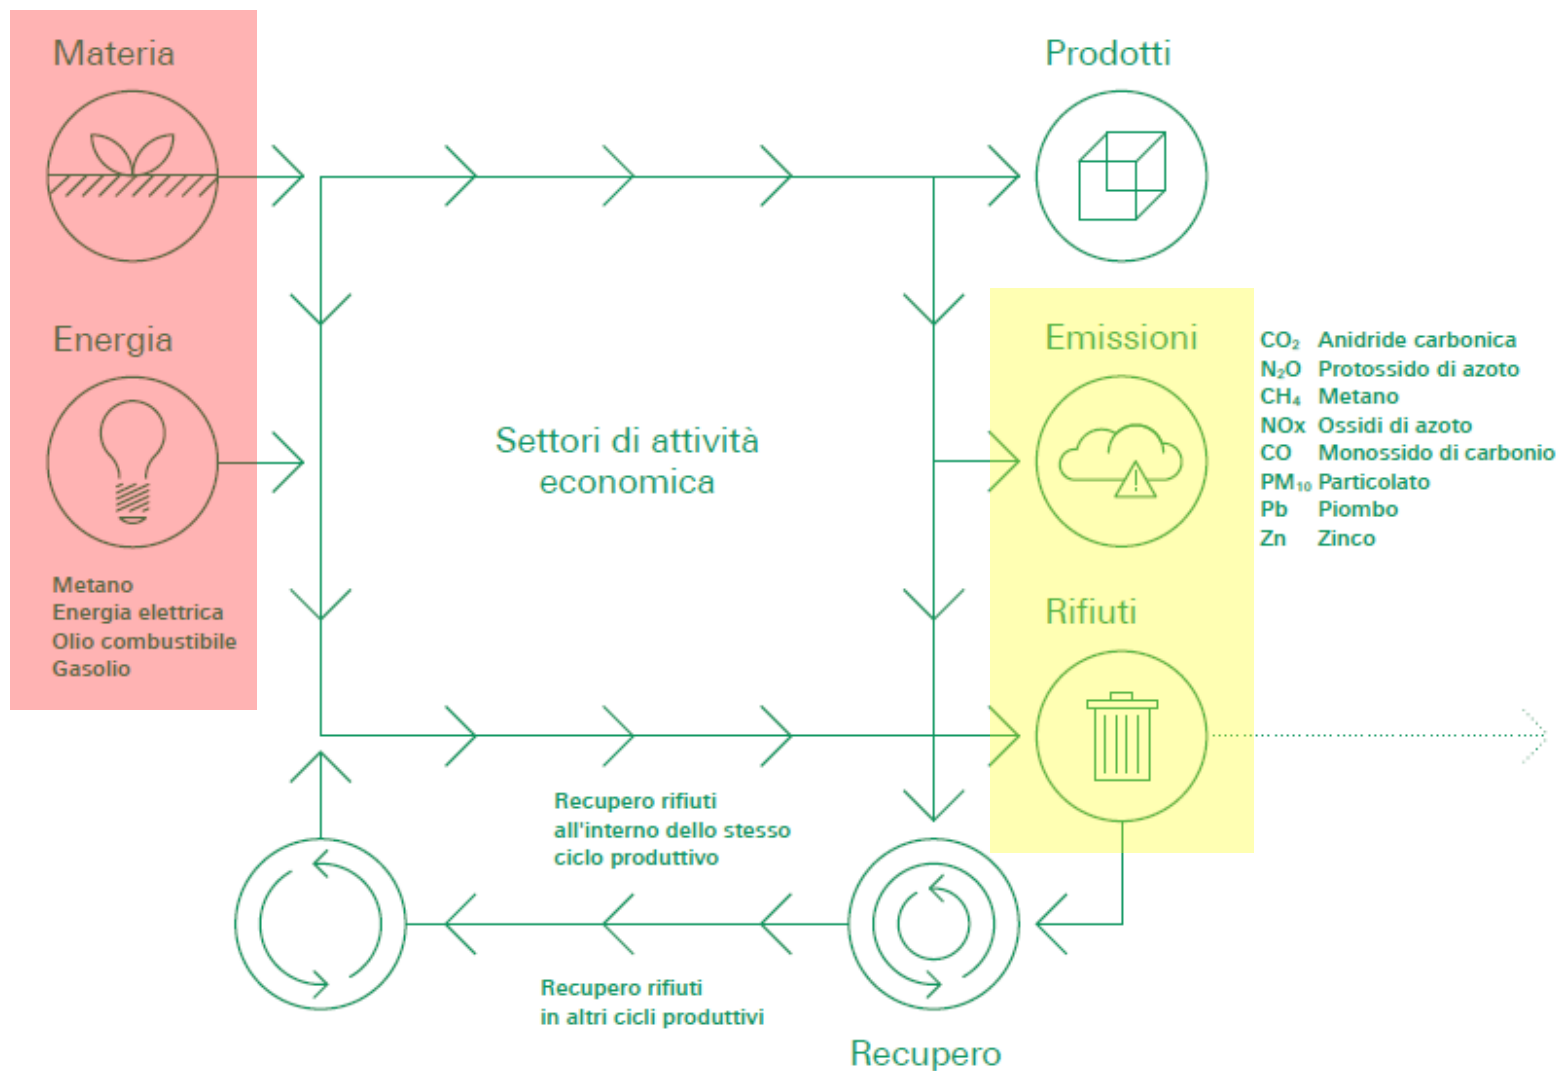 Materia
Prodotti
Energia
Metano
Energia elettrica
Olio combustibile
Gasolio
Settori di attività
economica
Emissioni
CO₂ Anidride carbonica
N₂O Protossido di azoto
CH₄ Metano
NOx Ossidi di azoto
CO Monossido di carbonio
PM₁₀ Particolato
Pb Piombo
Zn Zinco
Rifiuti
Recupero rifiuti
all'interno dello stesso
ciclo produttivo
Recupero rifiuti
in altri cicli produttivi
Recupero